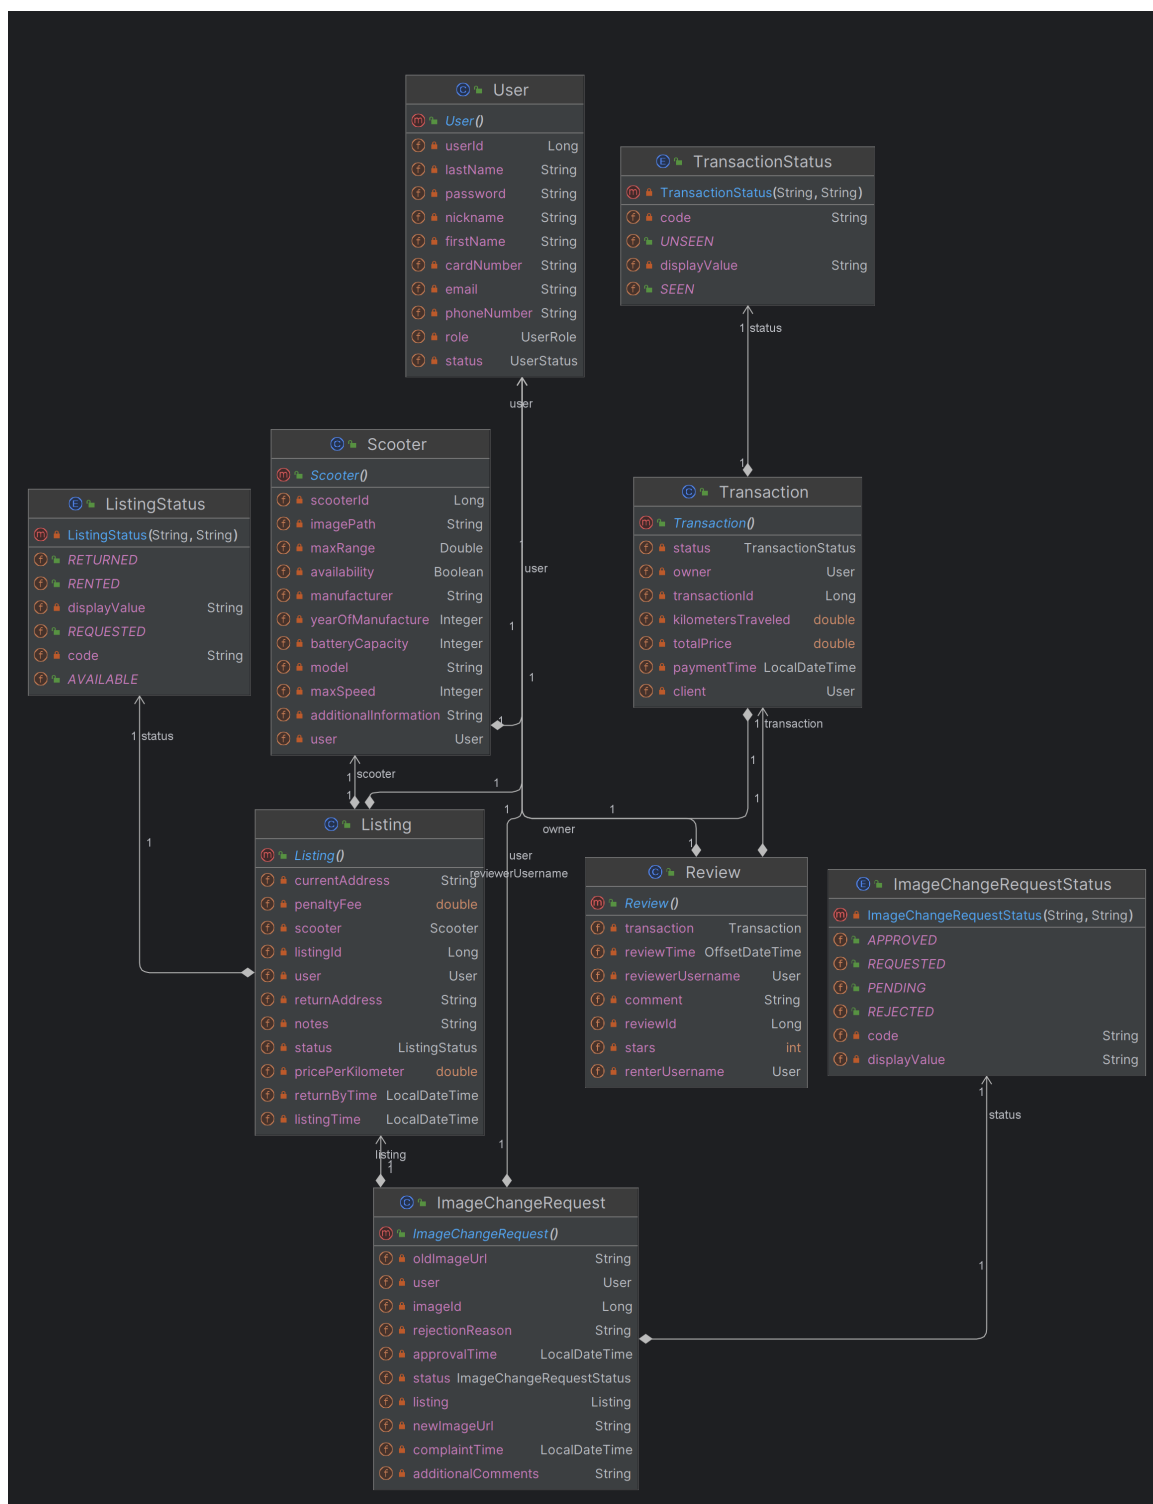 User
User()
userId Long
lastName String
password String
nickname String
firstName String
cardNumber String
email String
phoneNumber String
role UserRole
status UserStatus
TransactionStatus
TransactionStatus(String, String)
code String
UNSEEN
displayValue String
SEEN
1 status
user
Scooter
Scooter()
scooterId Long
imagePath String
maxRange Double
availability Boolean
manufacturer String
yearOfManufacture Integer
batteryCapacity Integer
model String
maxSpeed Integer
additionalInformation String
user User
ListingStatus
ListingStatus(String, String)
RETURNED
RENTED
displayValue String
REQUESTED
code String
AVAILABLE
1
Transaction
Transaction()
status TransactionStatus
owner User
transactionId Long
kilometersTraveled double
totalPrice double
paymentTime LocalDateTime
client User
1
user
1
1
1
1 status
1 transaction
1
scooter
1
1
1
1
1
1
1
1
owner
1
user
reviewerUsername
1
Listing
Listing()
currentAddress String
penaltyFee double
scooter Scooter
listingId Long
user User
returnAddress String
notes String
status ListingStatus
pricePerKilometer double
returnByTime LocalDateTime
listingTime LocalDateTime
Review
Review()
transaction Transaction
reviewTime OffsetDateTime
reviewerUsername User
comment String
reviewId Long
stars int
renterUsername User
ImageChangeRequestStatus
ImageChangeRequestStatus(String, String)
APPROVED
REQUESTED
PENDING
REJECTED
code String
displayValue String
1
status
1
listing
1
1
1
ImageChangeRequest
ImageChangeRequest()
oldImageUrl String
user User
imageId Long
rejectionReason String
approvalTime LocalDateTime
status ImageChangeRequestStatus
listing Listing
newImageUrl String
complaintTime LocalDateTime
additionalComments String